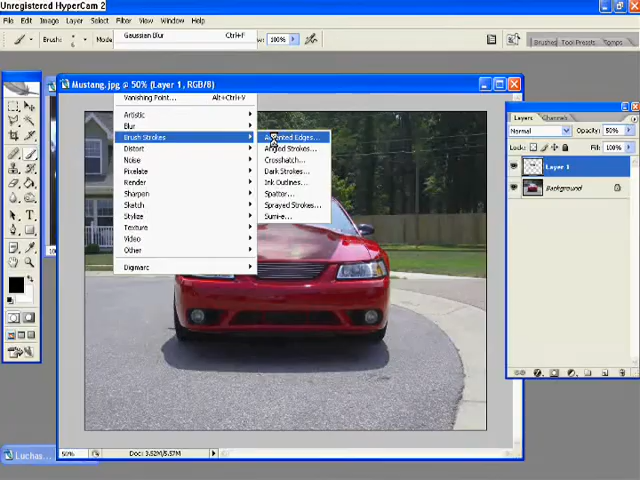 Unregistered HyperCam 2
File Edit Image Layer Select Filter View Window Help
Brush: Mode 100%
Brushes Tool Presets Comps
Gaussian Blur Ctrl+F
Mustang.jpg @ 50% (Layer 1, RGB/8)
Vanishing Point... Alt+Ctrl+V
Artistic
Blur
Brush Strokes
Distort
Noise
Pixelate
Render
Sharpen
Sketch
Stylize
Texture
Video
Other
Digimarc
Accented Edges...
Angled Strokes...
Crosshatch...
Dark Strokes...
Ink Outlines...
Spatter...
Sprayed Strokes...
Sumi-e...
Layers Channels
Normal Opacity: 50%
Fill: 100%
Layer 1
Background
Luchas...
50% Doc: 3.52M/5.57M